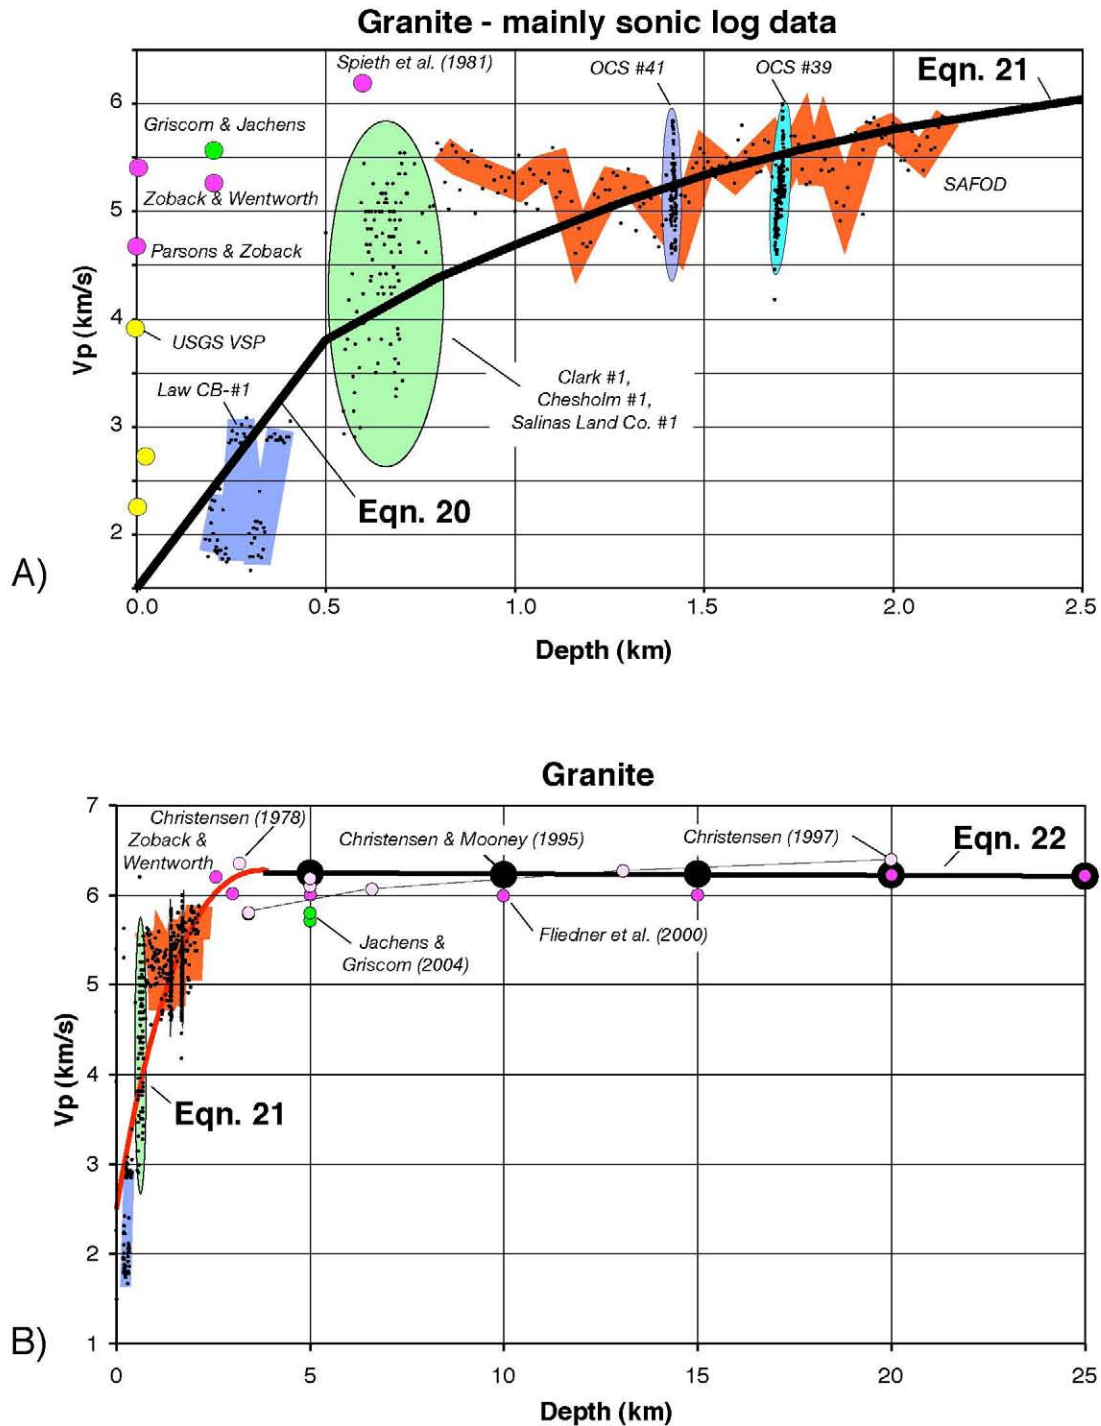 Granite - mainly sonic log data
Spieth et al. (1981)
OCS #41
OCS #39
Eqn. 21
6
Griscom & Jachens
Zoback & Wentworth
SAFOD
5
Parsons & Zoback
Vp (km/s)
4
USGS VSP
Law CB-#1
Clark #1,
Chesholm #1,
Salinas Land Co. #1
3
Eqn. 20
2
A)
0.0 0.5 1.0 1.5 2.0 2.5
Depth (km)
Granite
7
Christensen (1978)
Zoback &
Wentworth
Christensen & Mooney (1995)
Christensen (1997)
Eqn. 22
6
Jachens &
Griscom (2004)
Fliedner et al. (2000)
5
Vp (km/s)
4
Eqn. 21
3
2
B)
1
0 5 10 15 20 25
Depth (km)